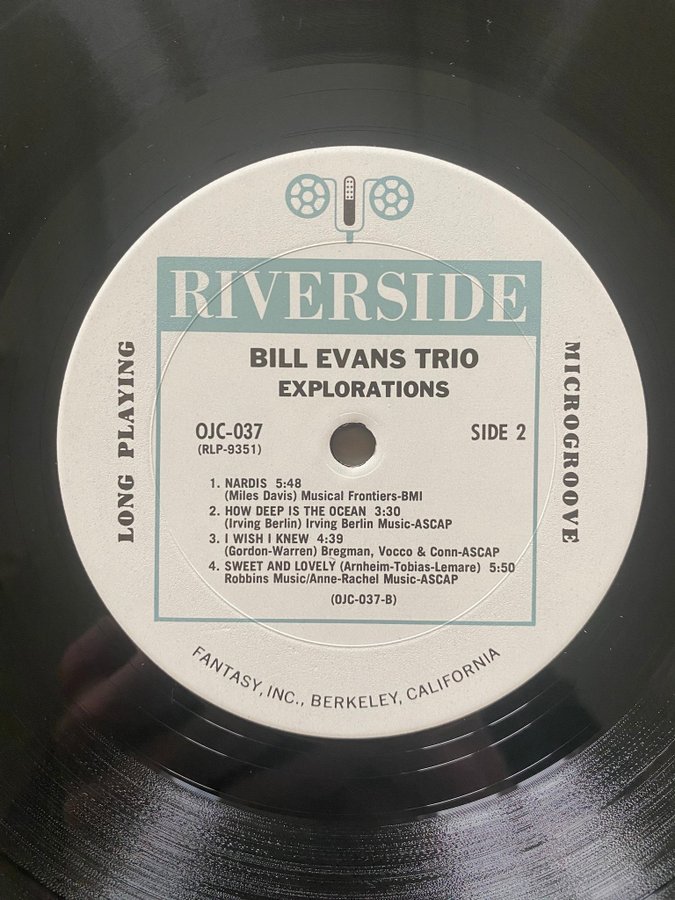 RIVERSIDE
BILL EVANS TRIO
EXPLORATIONS
OJC-037
(RLP-9351)
SIDE 2
LONG PLAYING
MICROGROOVE
1. NARDIS 5:48
(Miles Davis) Musical Frontiers-BMI
2. HOW DEEP IS THE OCEAN 3:30
(Irving Berlin) Irving Berlin Music-ASCAP
3. I WISH I KNEW 4:39
(Gordon-Warren) Bregman, Vocco & Conn-ASCAP
4. SWEET AND LOVELY (Arnheim-Tobias-Lemare) 5:50
Robbins Music/Anne-Rachel Music-ASCAP
(OJC-037-B)
FANTASY, INC., BERKELEY, CALIFORNIA